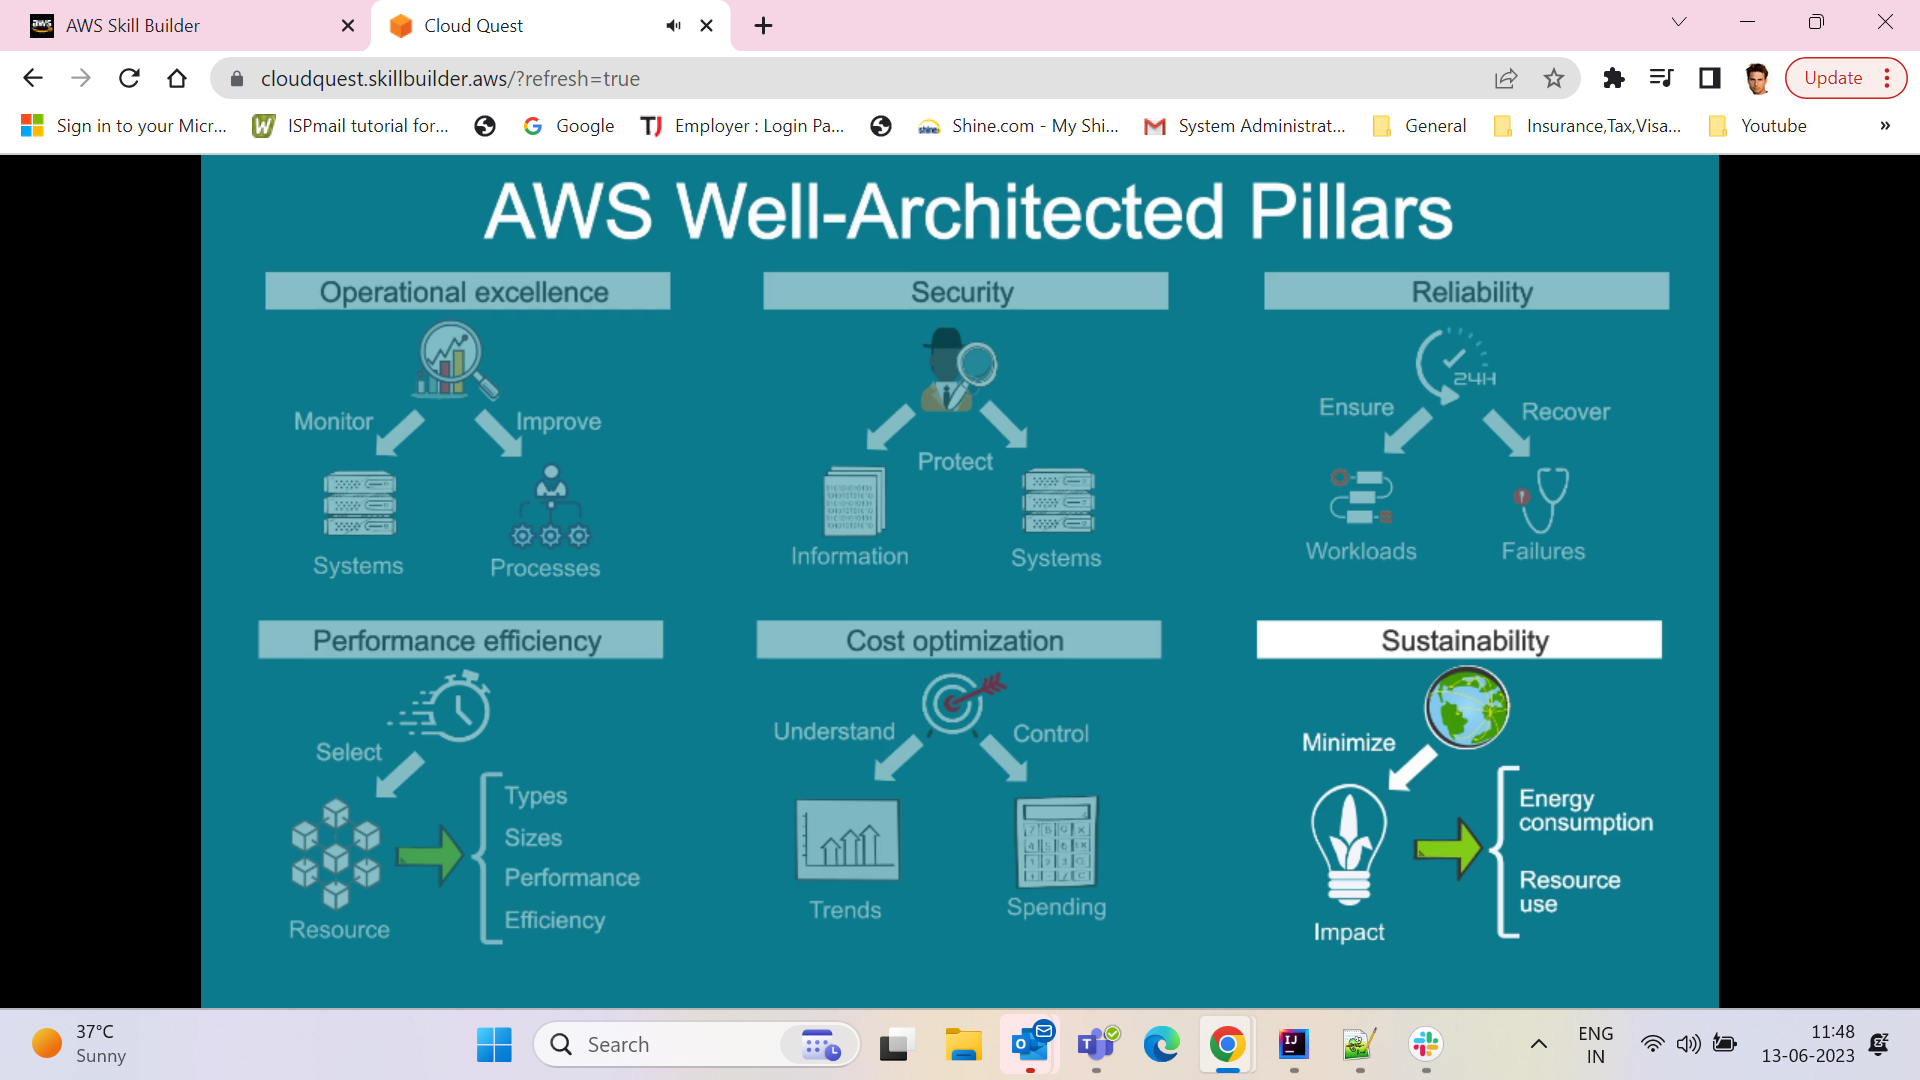 AWS Skill Builder
Cloud Quest
cloudquest.skillbuilder.aws/?refresh=true
Update
Sign in to your Micr...
ISPmail tutorial for...
Google
TJ
Employer : Login Pa...
shine
Shine.com - My Shi...
System Administrat...
General
Insurance,Tax,Visa...
Youtube
»
AWS Well-Architected Pillars
Operational excellence
Monitor
Improve
Systems
Processes
Security
Protect
Information
Systems
Reliability
24H
Ensure
Recover
Workloads
Failures
Performance efficiency
Select
Resource
Types
Sizes
Performance
Efficiency
Cost optimization
Understand
Control
Trends
Spending
Sustainability
Minimize
Impact
Energy
consumption
Resource
use
37°C
Sunny
Search
ENG
IN
11:48
13-06-2023